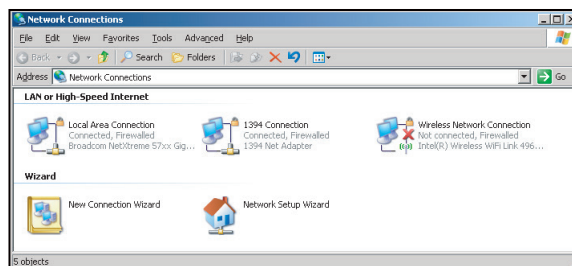 Network Connections
File Edit View Favorites Tools Advanced Help
Back Search Folders
Address Network Connections Go
LAN or High-Speed Internet
Local Area Connection
Connected, Firewalled
Broadcom NetXtreme 57xx Gig...
1394 Connection
Connected, Firewalled
1394 Net Adapter
Wireless Network Connection
Not connected, Firewalled
Intel(R) Wireless WiFi Link 496...
Wizard
New Connection Wizard
Network Setup Wizard
5 objects